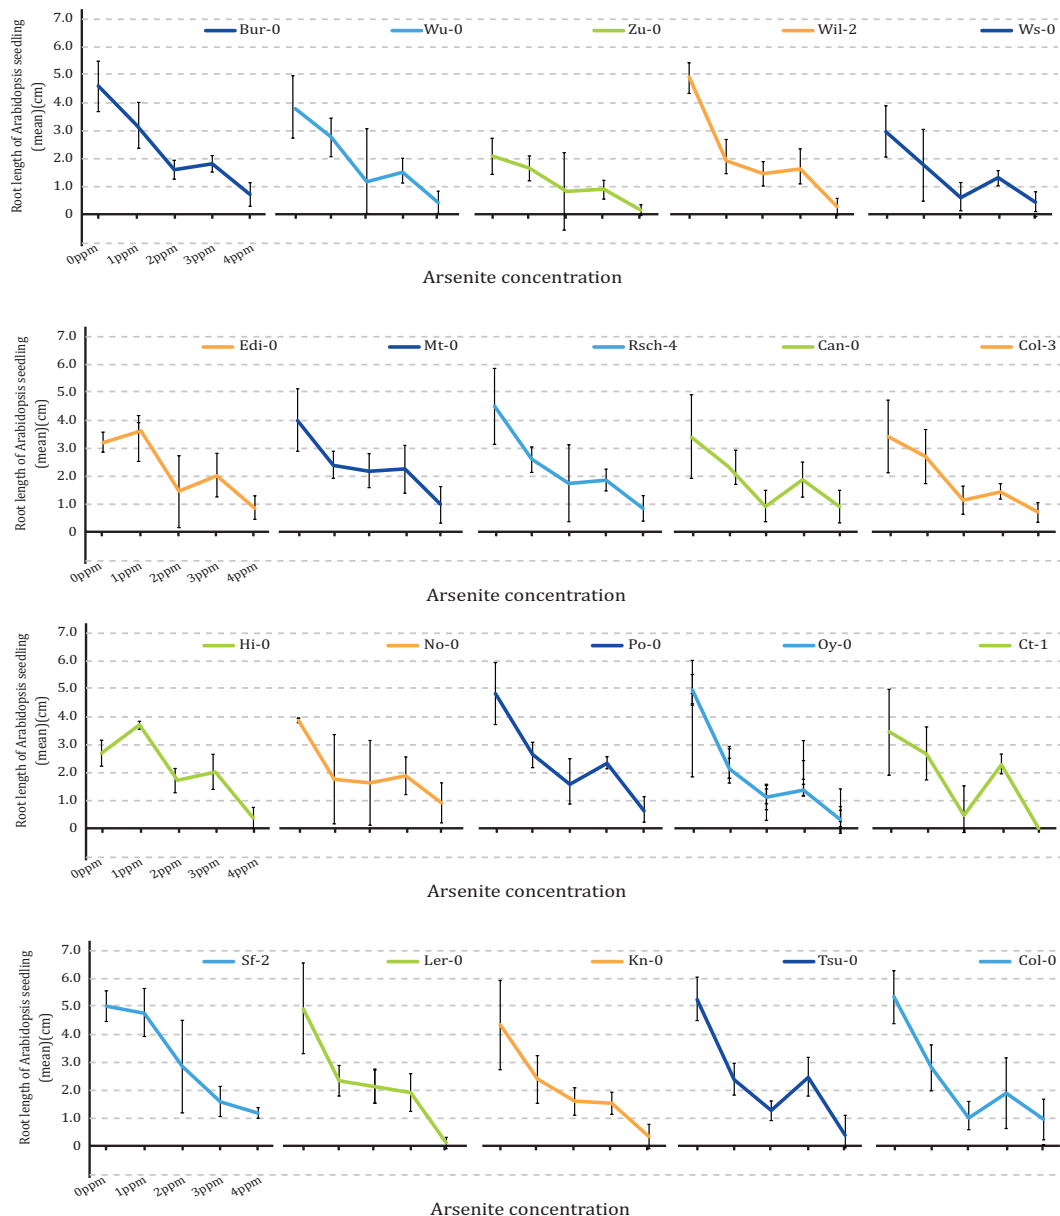 Root length of Arabidopsis seedling
(mean)(cm)
7.0
6.0
5.0
4.0
3.0
2.0
1.0
0
Bur-0 Wu-0 Zu-0 Wil-2 Ws-0
0ppm 1ppm 2ppm 3ppm 4ppm
Arsenite concentration
Root length of Arabidopsis seedling
(mean)(cm)
7.0
6.0
5.0
4.0
3.0
2.0
1.0
0
Edi-0 Mt-0 Rsch-4 Can-0 Col-3
0ppm 1ppm 2ppm 3ppm 4ppm
Arsenite concentration
Root length of Arabidopsis seedling
(mean)(cm)
7.0
6.0
5.0
4.0
3.0
2.0
1.0
0
Hi-0 No-0 Po-0 Oy-0 Ct-1
0ppm 1ppm 2ppm 3ppm 4ppm
Arsenite concentration
Root length of Arabidopsis seedling
(mean)(cm)
7.0
6.0
5.0
4.0
3.0
2.0
1.0
0
Sf-2 Ler-0 Kn-0 Tsu-0 Col-0
0ppm 1ppm 2ppm 3ppm 4ppm
Arsenite concentration